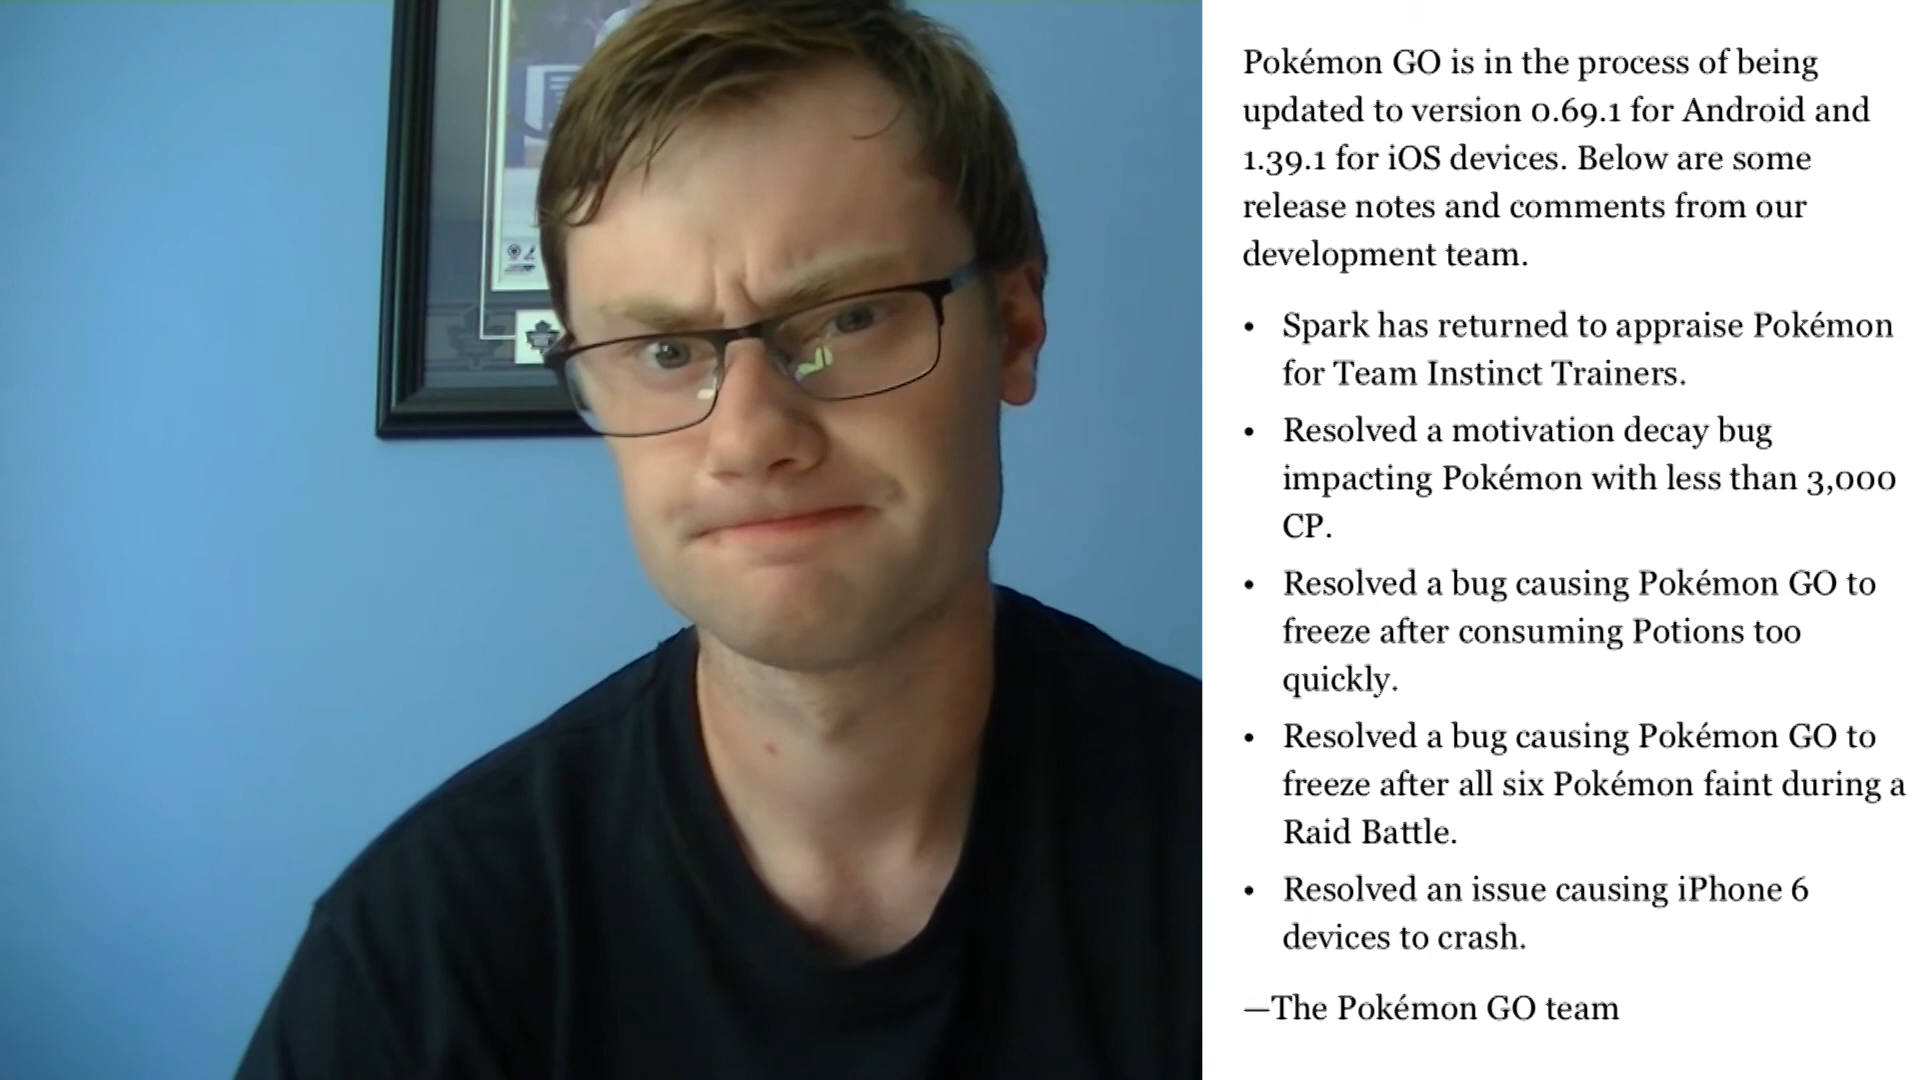 Pokémon GO is in the process of being
updated to version 0.69.1 for Android and
1.39.1 for iOS devices. Below are some
release notes and comments from our
development team.
• Spark has returned to appraise Pokémon
for Team Instinct Trainers.
• Resolved a motivation decay bug
impacting Pokémon with less than 3,000
CP.
• Resolved a bug causing Pokémon GO to
freeze after consuming Potions too
quickly.
• Resolved a bug causing Pokémon GO to
freeze after all six Pokémon faint during a
Raid Battle.
• Resolved an issue causing iPhone 6
devices to crash.
—The Pokémon GO team